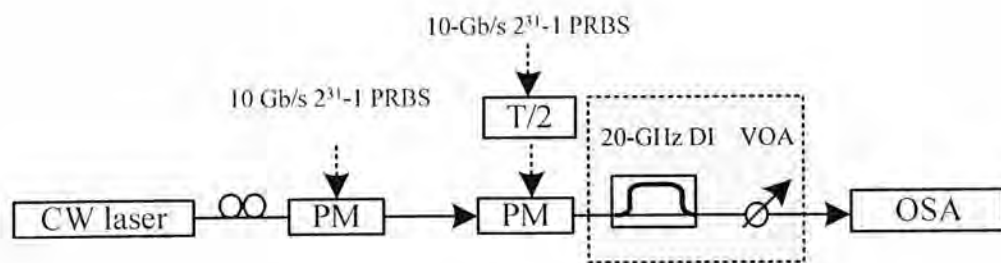 10-Gb/s 2³¹-1 PRBS
10 Gb/s 2³¹-1 PRBS
T/2
20-GHz DI VOA
CW laser PM PM OSA